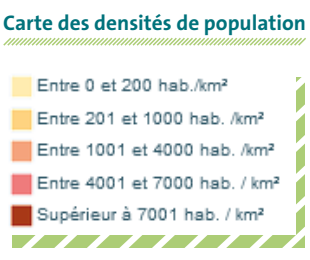 Carte des densités de population
Entre 0 et 200 hab./km²
Entre 201 et 1000 hab. /km²
Entre 1001 et 4000 hab. /km²
Entre 4001 et 7000 hab. / km²
Supérieur à 7001 hab. / km²